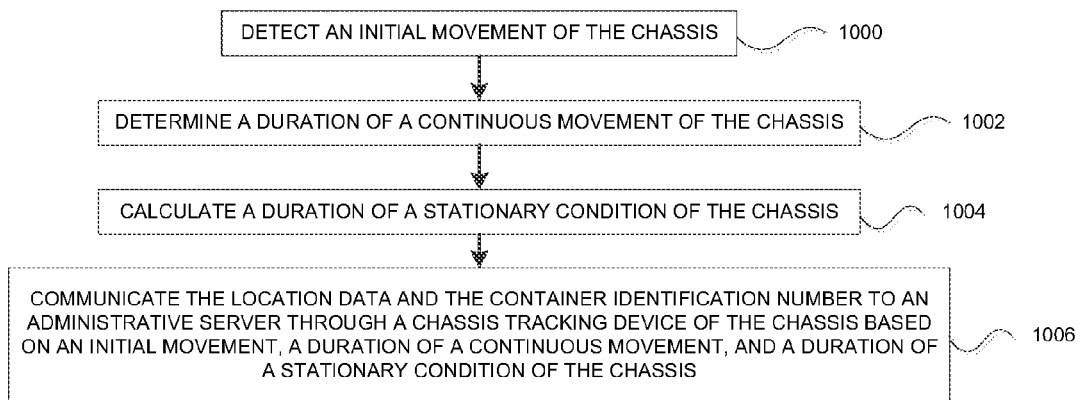 DETECT AN INITIAL MOVEMENT OF THE CHASSIS
1000
DETERMINE A DURATION OF A CONTINUOUS MOVEMENT OF THE CHASSIS
1002
CALCULATE A DURATION OF A STATIONARY CONDITION OF THE CHASSIS
1004
COMMUNICATE THE LOCATION DATA AND THE CONTAINER IDENTIFICATION NUMBER TO AN
ADMINISTRATIVE SERVER THROUGH A CHASSIS TRACKING DEVICE OF THE CHASSIS BASED
ON AN INITIAL MOVEMENT, A DURATION OF A CONTINUOUS MOVEMENT, AND A DURATION OF
A STATIONARY CONDITION OF THE CHASSIS
1006